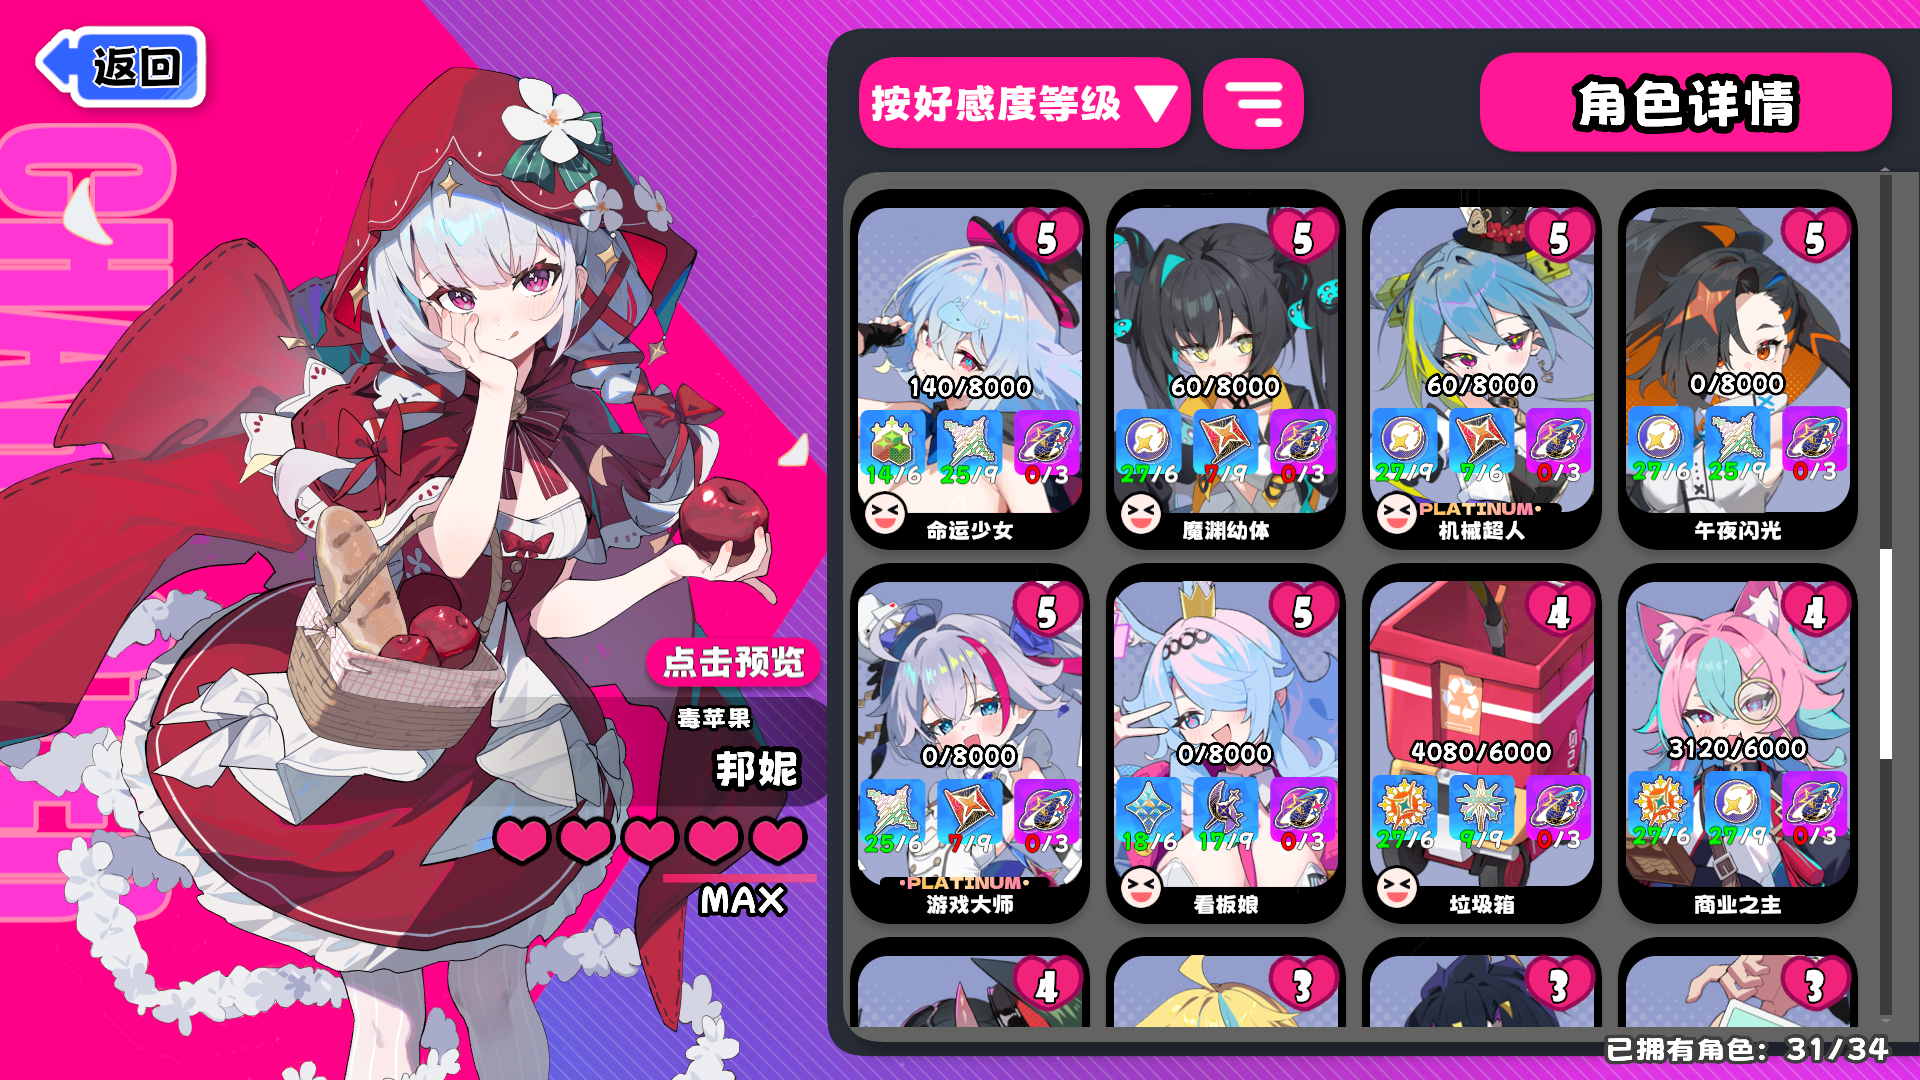 返回
按好感度等级
角色详情
5
140/8000
14/6
25/9
0/3
命运少女
5
60/8000
27/6
7/9
0/3
魔渊幼体
5
60/8000
27/9
7/6
0/3
PLATINUM
机械超人
5
0/8000
27/6
25/9
0/3
午夜闪光
5
0/8000
25/6
7/9
0/3
PLATINUM
游戏大师
5
0/8000
18/6
17/9
0/3
看板娘
4
4080/6000
27/6
9/9
0/3
垃圾箱
4
3120/6000
27/6
27/9
0/3
商业之主
4
3
3
3
点击预览
毒苹果
邦妮
MAX
已拥有角色：31/34